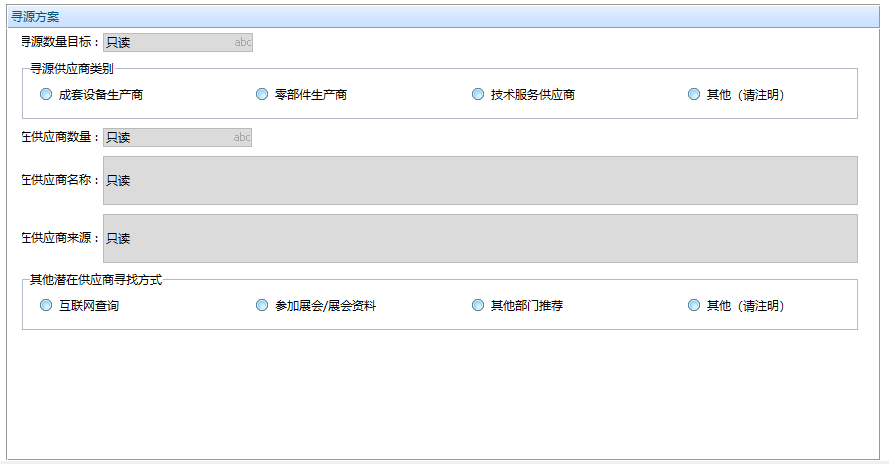 寻源方案
寻源数量目标：只读 abc
寻源供应商类别
成套设备生产商 零部件生产商 技术服务供应商 其他（请注明）
在供应商数量：只读 abc
在供应商名称：只读
在供应商来源：只读
其他潜在供应商寻找方式
互联网查询 参加展会/展会资料 其他部门推荐 其他（请注明）